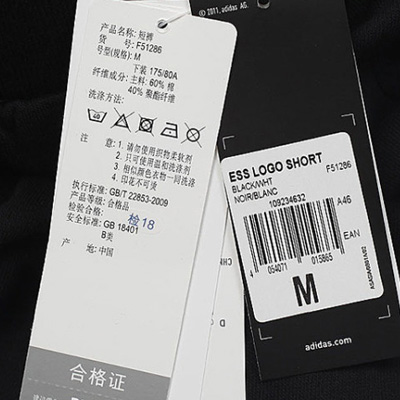 产品名称: 短裤
货 号: F51286
号型(规格): M
下装 175/80A
纤维成分: 主料: 60% 棉
40% 聚酯纤维
洗涤方法:
40
注 意: 1. 请勿使用织物柔软剂
2. 只可使用温和洗涤剂
3. 相似颜色衣物一同洗涤
4. 印花不可烫
执行标准: GB/T 22853-2009
产品等级: 合格品
安全标准: GB 18401
B类
产 地: 中国
检18
合格证
©2011, adidas AG.
ESS LOGO SHORT
BLACK/WHT
NOIR/BLANC
F51286
109234632
A46
4 054071 015865
EAN
M
adidas.com